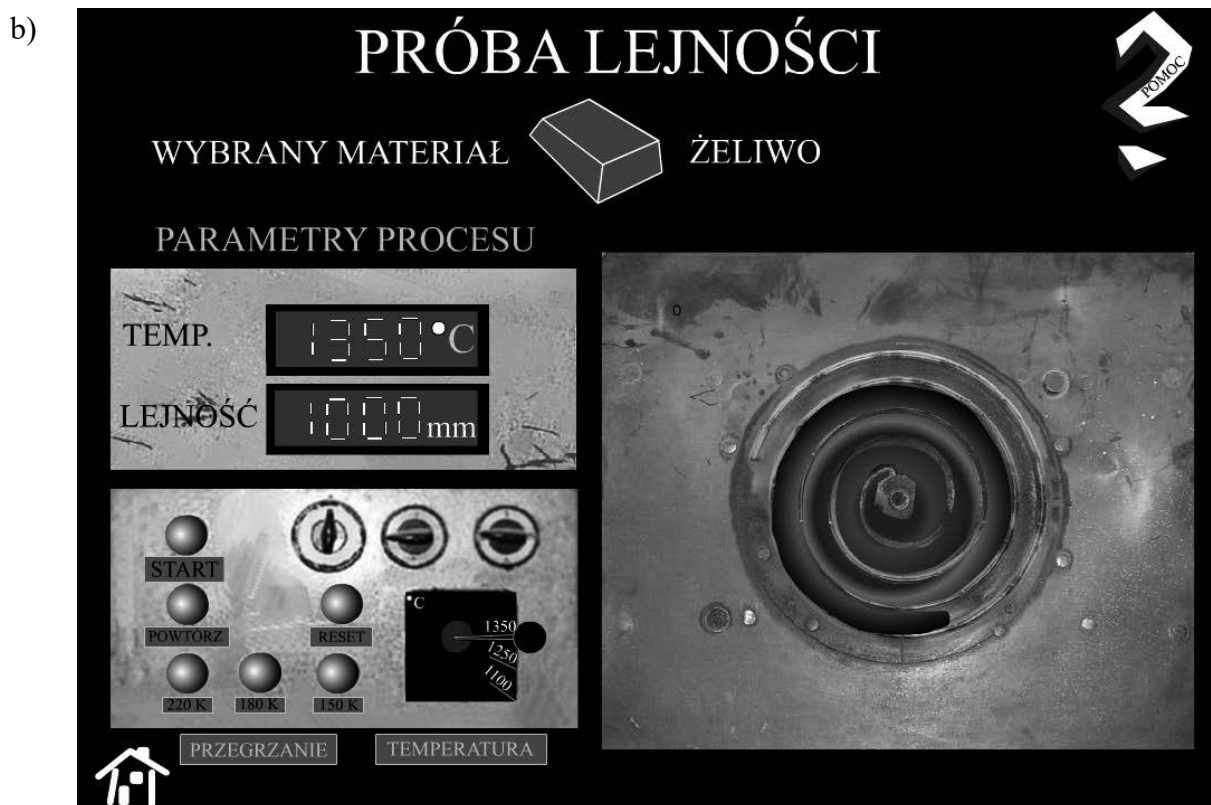 b)
PRÓBA LEJNOŚCI
POMOC
WYBRANY MATERIAŁ ŻELIWO
PARAMETRY PROCESU
TEMP. 1350°C
LEJNOŚĆ 1000mm
START
POWTÓRZ RESET
220 K 180 K 150 K
°C
1350
1250
1100
PRZEGRZANIE TEMPERATURA